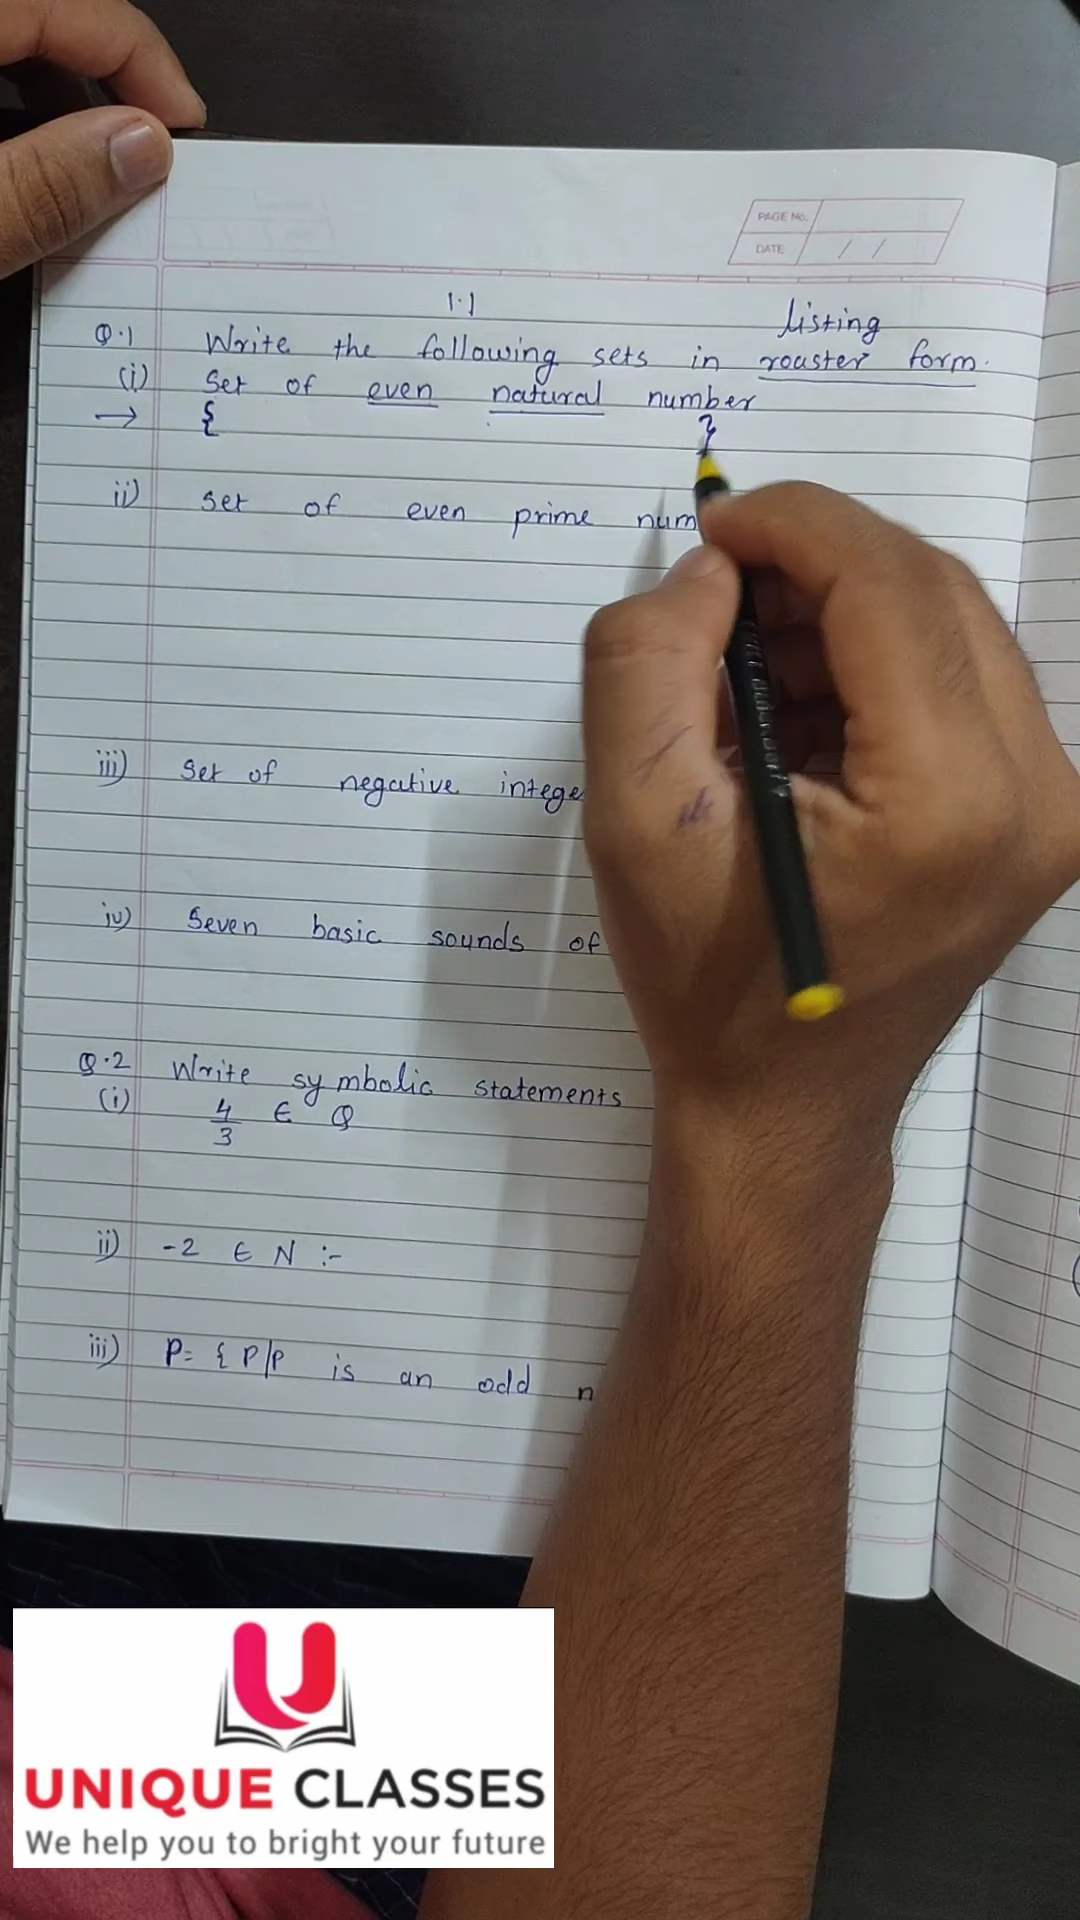 PAGE No.
DATE / /
1.1
listing
Q.1 Write the following sets in roaster form.
(i) Set of even natural number
→ { }
ii) set of even prime num
iii) Set of negative intege
iv) Seven basic sounds of
Q.2 Write symbolic statements
(i) 4/3 ∈ Q
ii) -2 ∈ N :-
iii) P= { P/P is an odd n
UNIQUE CLASSES
We help you to bright your future